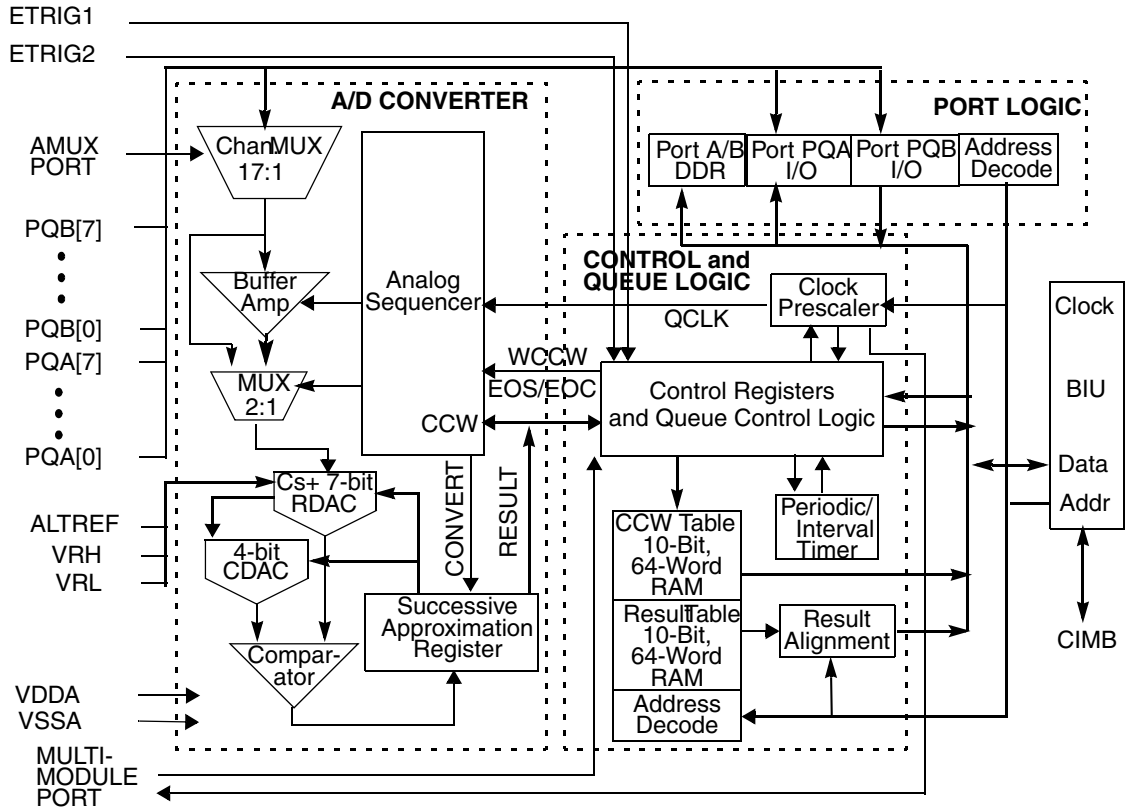 ETRIG1
ETRIG2
A/D CONVERTER
PORT LOGIC
AMUX
PORT
Chan. MUX
17:1
Port A/B
DDR
Port PQA
I/O
Port PQB
I/O
Address
Decode
PQB[7]
PQB[0]
PQA[7]
PQA[0]
Buffer
Amp
Analog
Sequencer
CONTROL and
QUEUE LOGIC
Clock
Prescaler
QCLK
Clock
BIU
Data
Addr
MUX
2:1
WCCW
EOS/EOC
CCW
Control Registers
and Queue Control Logic
Cs+ 7-bit
RDAC
CONVERT
RESULT
Periodic/
Interval
Timer
ALTREF
VRH
VRL
4-bit
CDAC
CCW Table
10-Bit,
64-Word
RAM
Successive
Approximation
Register
Result Table
10-Bit,
64-Word
RAM
Result
Alignment
CIMB
Compar-
ator
Address
Decode
VDDA
VSSA
MULTI-
MODULE
PORT